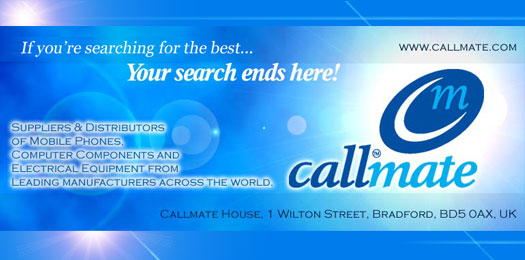 If you're searching for the best...
WWW.CALLMATE.COM
Your search ends here!
m
Suppliers & Distributors
of Mobile Phones,
Computer Components and
Electrical Equipment from
leading manufacturers across the world.
callmate TM
Callmate House, 1 Wilton Street, Bradford, BD5 0AX, UK